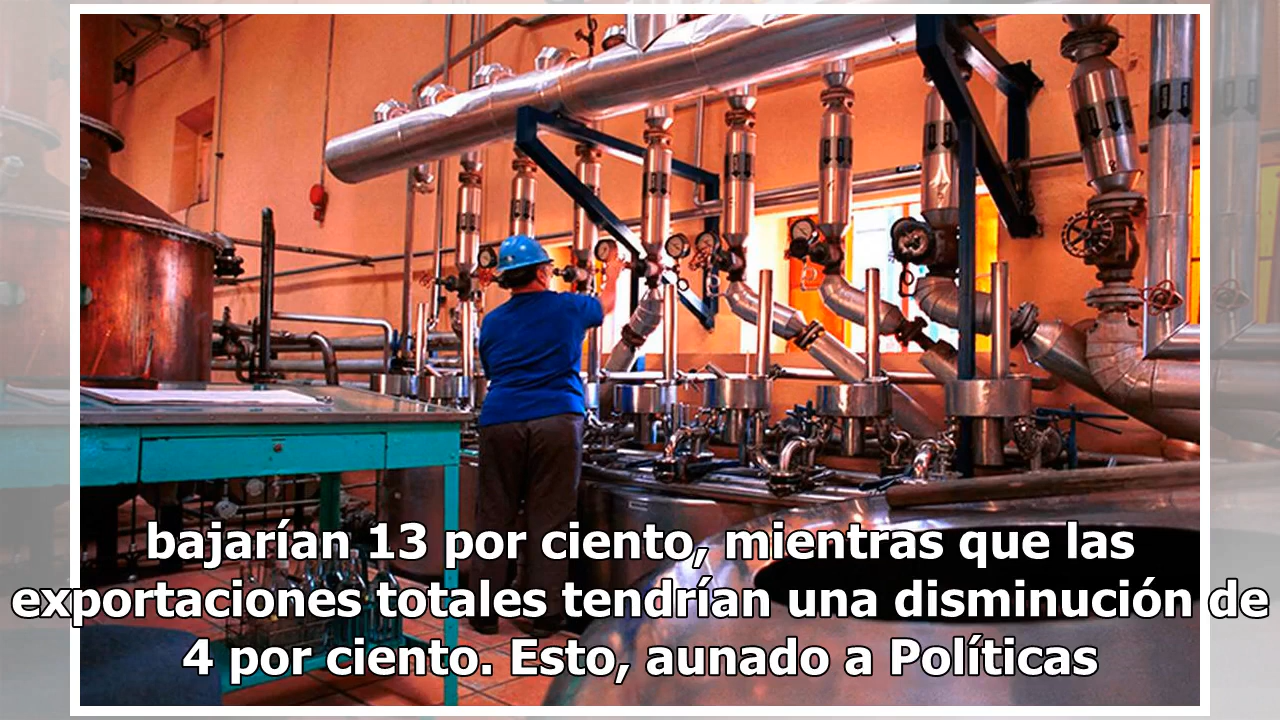 bajarían 13 por ciento, mientras que las
exportaciones totales tendrían una disminución de
4 por ciento. Esto, aunado a Políticas